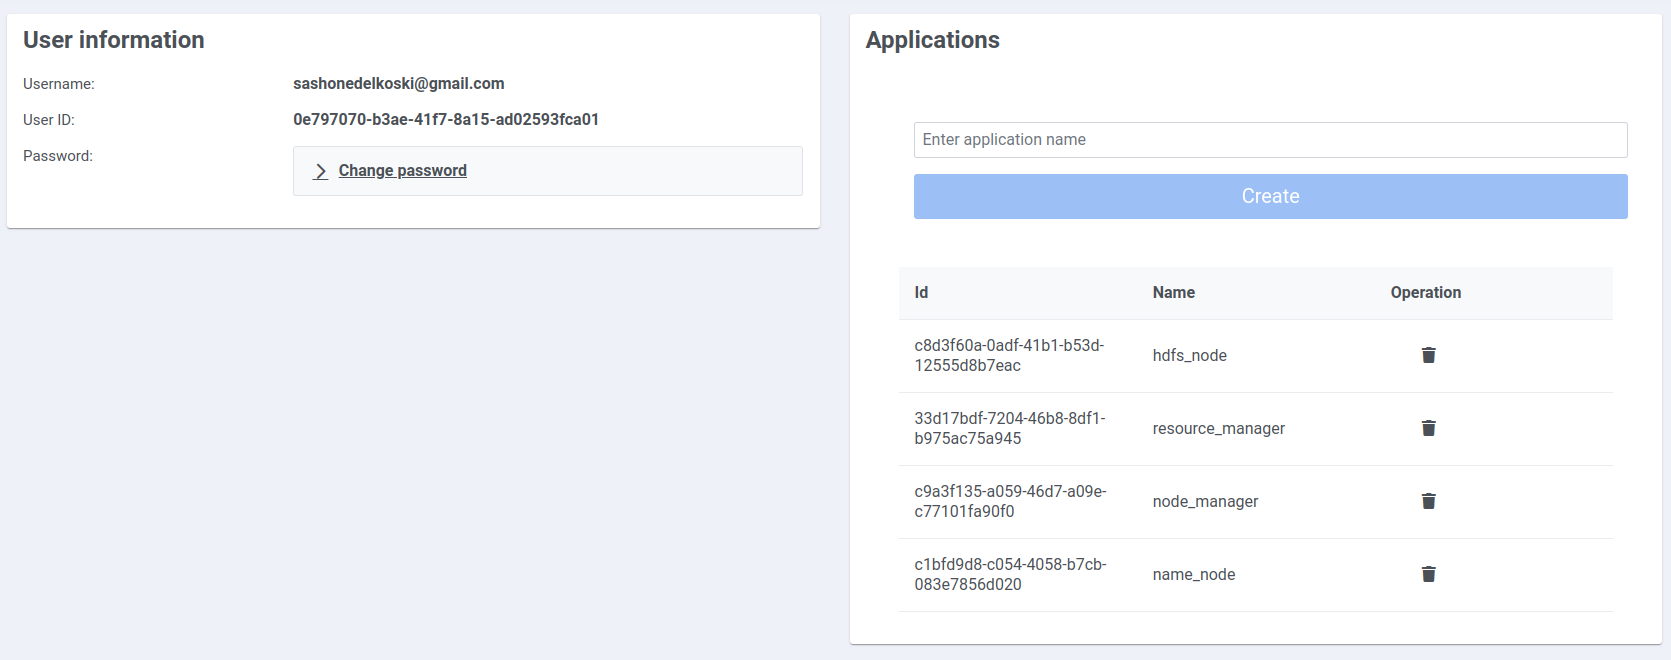 User information
Username: sashonedelkoski@gmail.com
User ID: 0e797070-b3ae-41f7-8a15-ad02593fca01
Password: Change password
Applications
Enter application name
Create
Id Name Operation
c8d3f60a-0adf-41b1-b53d-
12555d8b7eac
hdfs_node
33d17bdf-7204-46b8-8df1-
b975ac75a945
resource_manager
c9a3f135-a059-46d7-a09e-
c77101fa90f0
node_manager
c1bfd9d8-c054-4058-b7cb-
083e7856d020
name_node